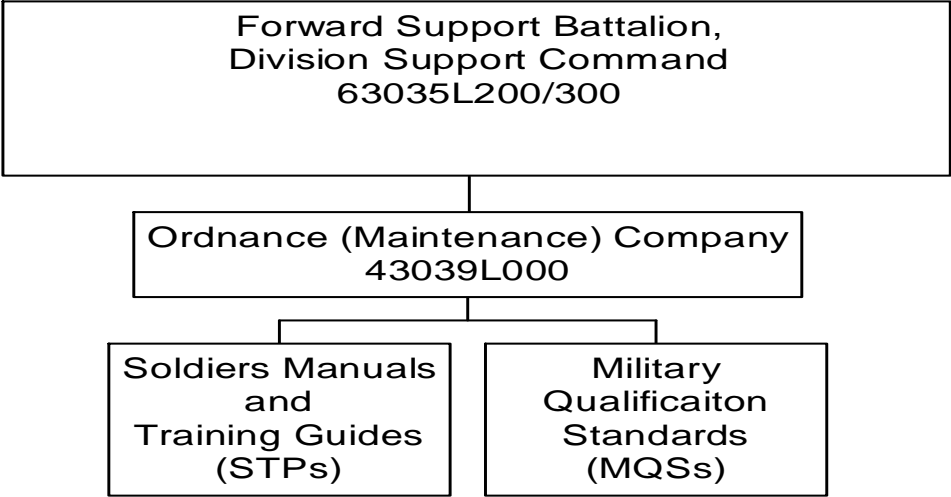 Forward Support Battalion,
Division Support Command
63035L200/300
Ordnance (Maintenance) Company
43039L000
Soldiers Manuals
and
Training Guides
(STPs)
Military
Qualificaiton
Standards
(MQSs)